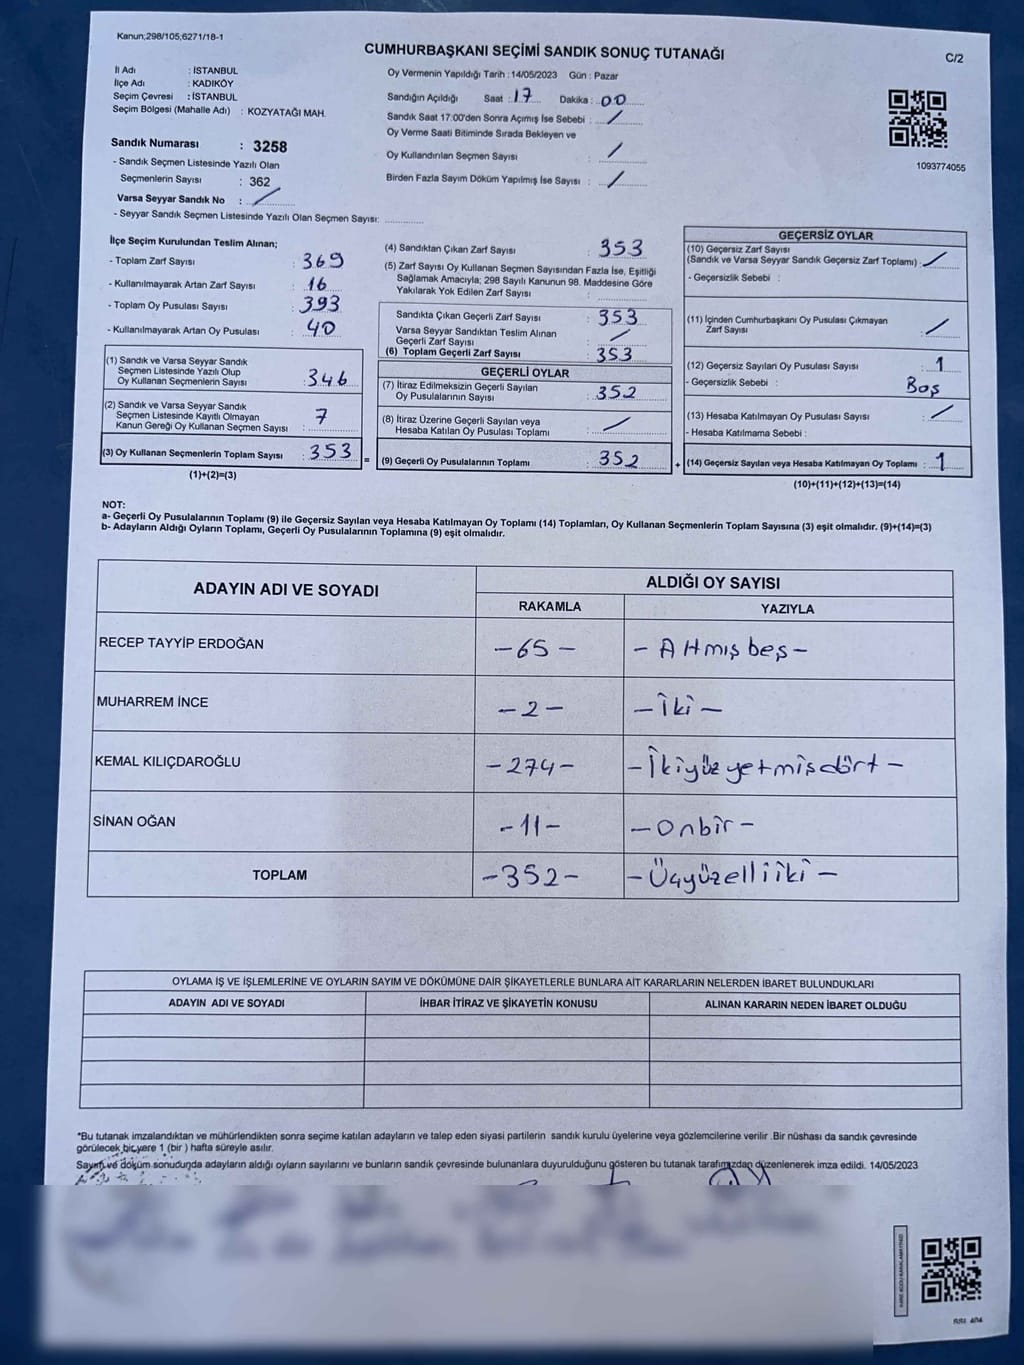 Kanun;298/105,6271/18-1
CUMHURBAŞKANI SEÇİMİ SANDIK SONUÇ TUTANAĞI
C/2
İl Adı : İSTANBUL
İlçe Adı : KADIKÖY
Seçim Çevresi : İSTANBUL
Seçim Bölgesi (Mahalle Adı) : KOZYATAĞI MAH.
Sandık Numarası : 3258
- Sandık Seçmen Listesinde Yazılı Olan
Seçmenlerin Sayısı : 362
Varsa Seyyar Sandık No : /
- Seyyar Sandık Seçmen Listesinde Yazılı Olan Seçmen Sayısı: ............
Oy Vermenin Yapıldığı Tarih : 14/05/2023 Gün : Pazar
Sandığın Açıldığı Saat : 17 Dakika : 00
Sandık Saat 17:00'den Sonra Açımış İse Sebebi : /
Oy Verme Saati Bitiminde Sırada Bekleyen ve
Oy Kullandırılan Seçmen Sayısı : /
Birden Fazla Sayım Döküm Yapılmış İse Sayısı : /
1093774055
İlçe Seçim Kurulundan Teslim Alınan;
- Toplam Zarf Sayısı : 369
- Kullanılmayarak Artan Zarf Sayısı : 16
- Toplam Oy Pusulası Sayısı : 393
- Kullanılmayarak Artan Oy Pusulası : 40
(1) Sandık ve Varsa Seyyar Sandık
Seçmen Listesinde Yazılı Olup
Oy Kullanan Seçmenlerin Sayısı : 346
(2) Sandık ve Varsa Seyyar Sandık
Seçmen Listesinde Kayıtlı Olmayan
Kanun Gereği Oy Kullanan Seçmen Sayısı : 7
(3) Oy Kullanan Seçmenlerin Toplam Sayısı : 353 =
(1)+(2)=(3)
(4) Sandıktan Çıkan Zarf Sayısı : 353
(5) Zarf Sayısı Oy Kullanan Seçmen Sayısından Fazla İse, Eşitliği
Sağlamak Amacıyla; 298 Sayılı Kanunun 98. Maddesine Göre
Yakılarak Yok Edilen Zarf Sayısı :
Sandıkta Çıkan Geçerli Zarf Sayısı : 353
Varsa Seyyar Sandıktan Teslim Alınan
Geçerli Zarf Sayısı : /
(6) Toplam Geçerli Zarf Sayısı : 353
GEÇERLİ OYLAR
(7) İtiraz Edilmeksizin Geçerli Sayılan
Oy Pusulalarının Sayısı : 352
(8) İtiraz Üzerine Geçerli Sayılan veya
Hesaba Katılan Oy Pusulası Toplamı : /
(9) Geçerli Oy Pusulalarının Toplamı : 352 +
GEÇERSİZ OYLAR
(10) Geçersiz Zarf Sayısı
(Sandık ve Varsa Seyyar Sandık Geçersiz Zarf Toplamı) : /
- Geçersizlik Sebebi :
(11) İçinden Cumhurbaşkanı Oy Pusulası Çıkmayan
Zarf Sayısı : /
(12) Geçersiz Sayılan Oy Pusulası Sayısı : 1
- Geçersizlik Sebebi : Boş
(13) Hesaba Katılmayan Oy Pusulası Sayısı : /
- Hesaba Katılmama Sebebi :
(14) Geçersiz Sayılan veya Hesaba Katılmayan Oy Toplamı : 1
(10)+(11)+(12)+(13)=(14)
NOT:
a- Geçerli Oy Pusulalarının Toplamı (9) ile Geçersiz Sayılan veya Hesaba Katılmayan Oy Toplamı (14) Toplamları, Oy Kullanan Seçmenlerin Toplam Sayısına (3) eşit olmalıdır. (9)+(14)=(3)
b- Adayların Aldığı Oyların Toplamı, Geçerli Oy Pusulalarının Toplamına (9) eşit olmalıdır.
ADAYIN ADI VE SOYADI
ALDIĞI OY SAYISI
RAKAMLA YAZIYLA
RECEP TAYYİP ERDOĞAN -65- -Altmış beş-
MUHARREM İNCE -2- -İki-
KEMAL KILIÇDAROĞLU -274- -İkiyüzyetmişdört-
SİNAN OĞAN -11- -Onbir-
TOPLAM -352- -Üçyüzelliiki-
OYLAMA İŞ VE İŞLEMLERİNE VE OYLARIN SAYIM VE DÖKÜMÜNE DAİR ŞİKAYETLERLE BUNLARA AİT KARARLARIN NELERDEN İBARET BULUNDUKLARI
ADAYIN ADI VE SOYADI İHBAR İTİRAZ VE ŞİKAYETİN KONUSU ALINAN KARARIN NEDEN İBARET OLDUĞU
*Bu tutanak imzalandıktan ve mühürlendikten sonra seçime katılan adayların ve talep eden siyasi partilerin sandık kurulu üyelerine veya gözlemcilerine verilir .Bir nüshası da sandık çevresinde
görülecek bir yere 1 (bir ) hafta süreyle asılır.
Sayım ve döküm sonucunda adayların aldığı oyların sayılarını ve bunların sandık çevresinde bulunanlara duyurulduğunu gösteren bu tutanak tarafımızdan düzenlenerek imza edildi. 14/05/2023